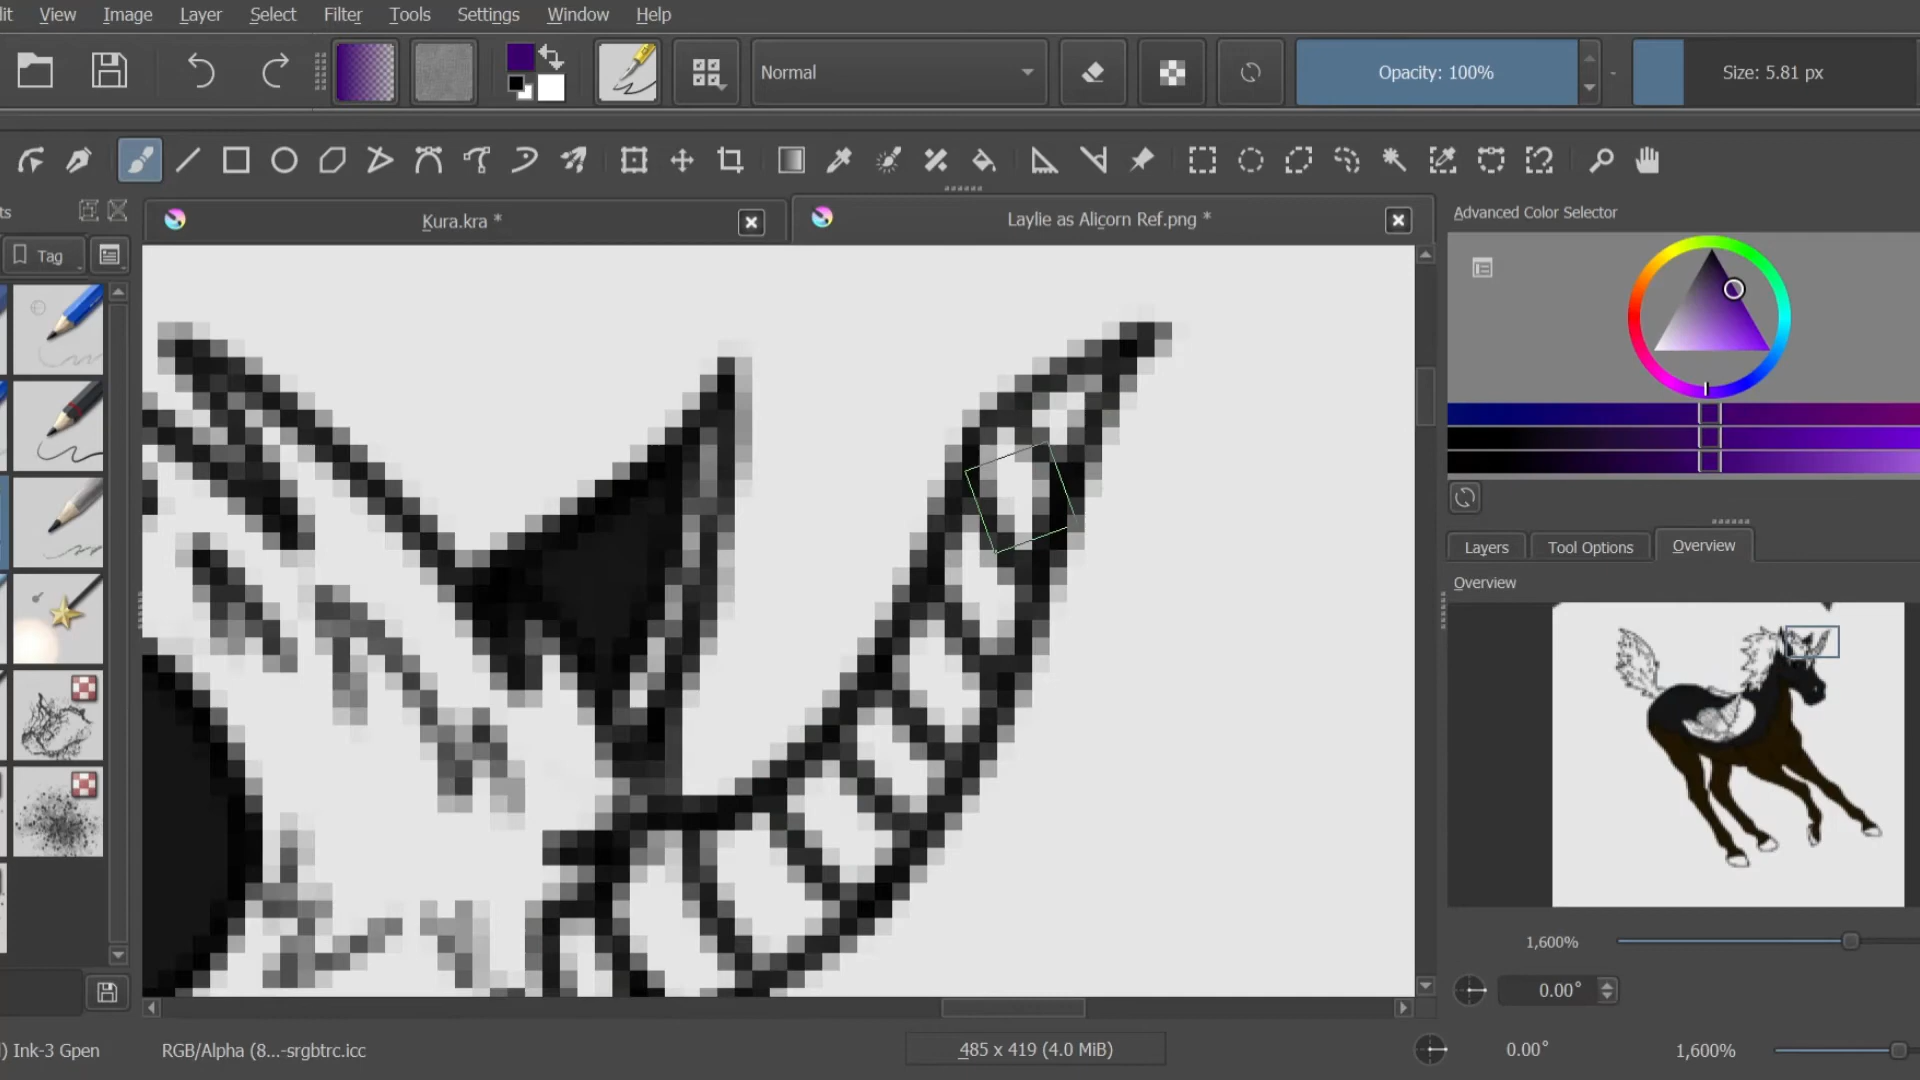 it View Image Layer Select Filter Tools Settings Window Help
Normal Opacity: 100% Size: 5.81 px
ts
Kura.kra *
Laylie as Alicorn Ref.png *
Advanced Color Selector
Tag
Layers Tool Options Overview
Overview
1,600%
0.00°
) Ink-3 Gpen RGB/Alpha (8...-srgbtrc.icc 485 x 419 (4.0 MiB) 0.00° 1,600%